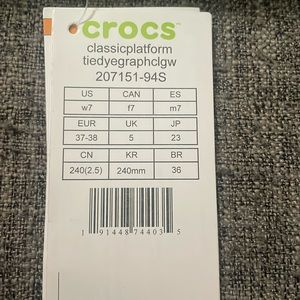 crocs™
classicplatform
tiedyegraphclgw
207151-94S
US CAN ES
w7 f7 m7
EUR UK JP
37-38 5 23
CN KR BR
240(2.5) 240mm 36
1 91448 74403 5